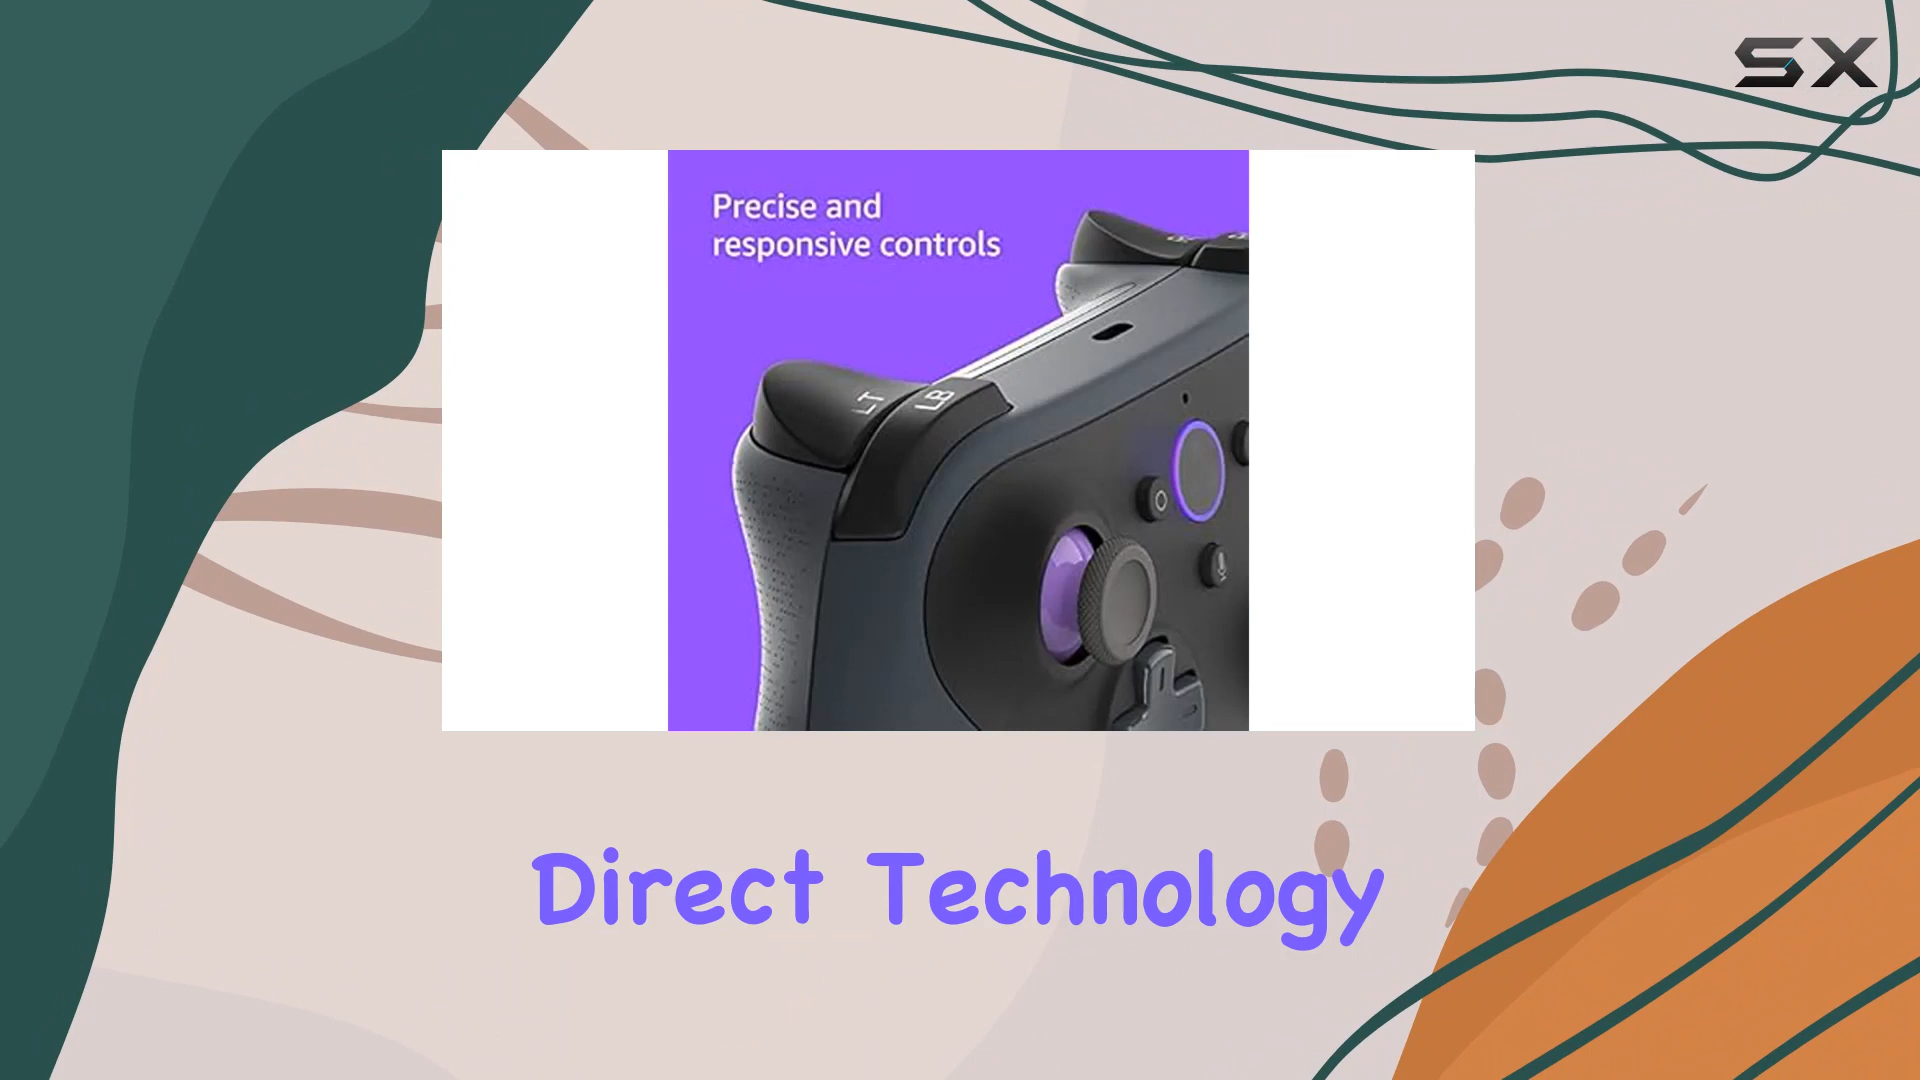 SX
Precise and
responsive controls
LT
LB
Direct Technology